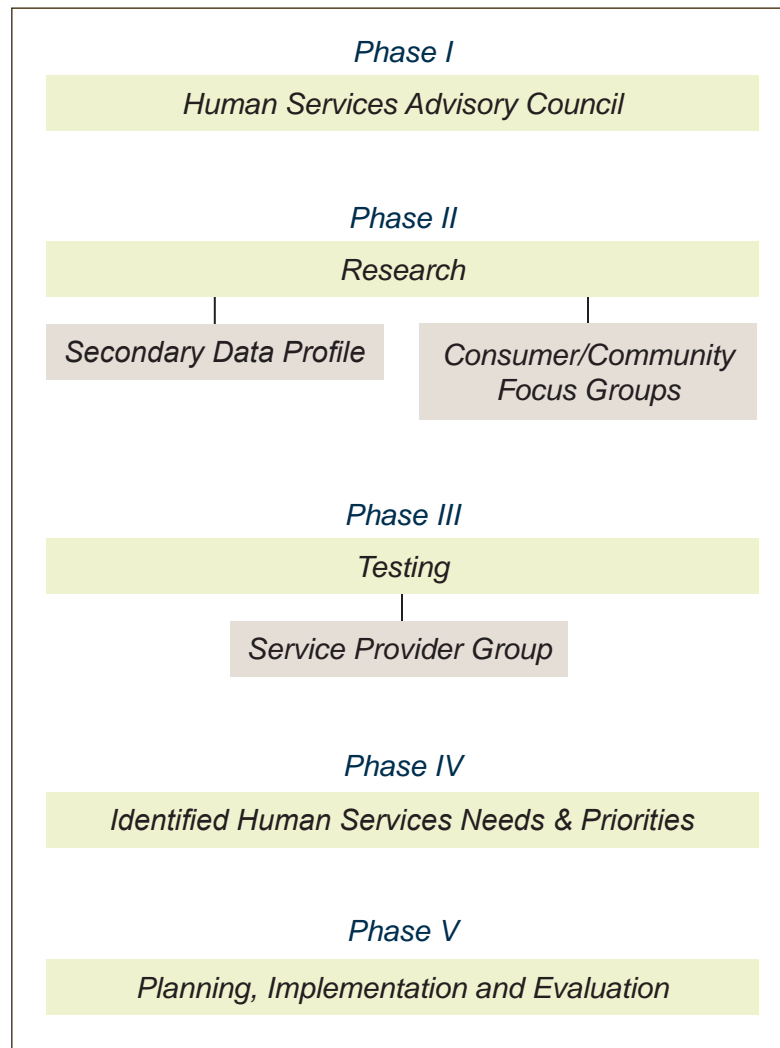 Phase I
Human Services Advisory Council
Phase II
Research
Secondary Data Profile
Consumer/Community
Focus Groups
Phase III
Testing
Service Provider Group
Phase IV
Identified Human Services Needs & Priorities
Phase V
Planning, Implementation and Evaluation